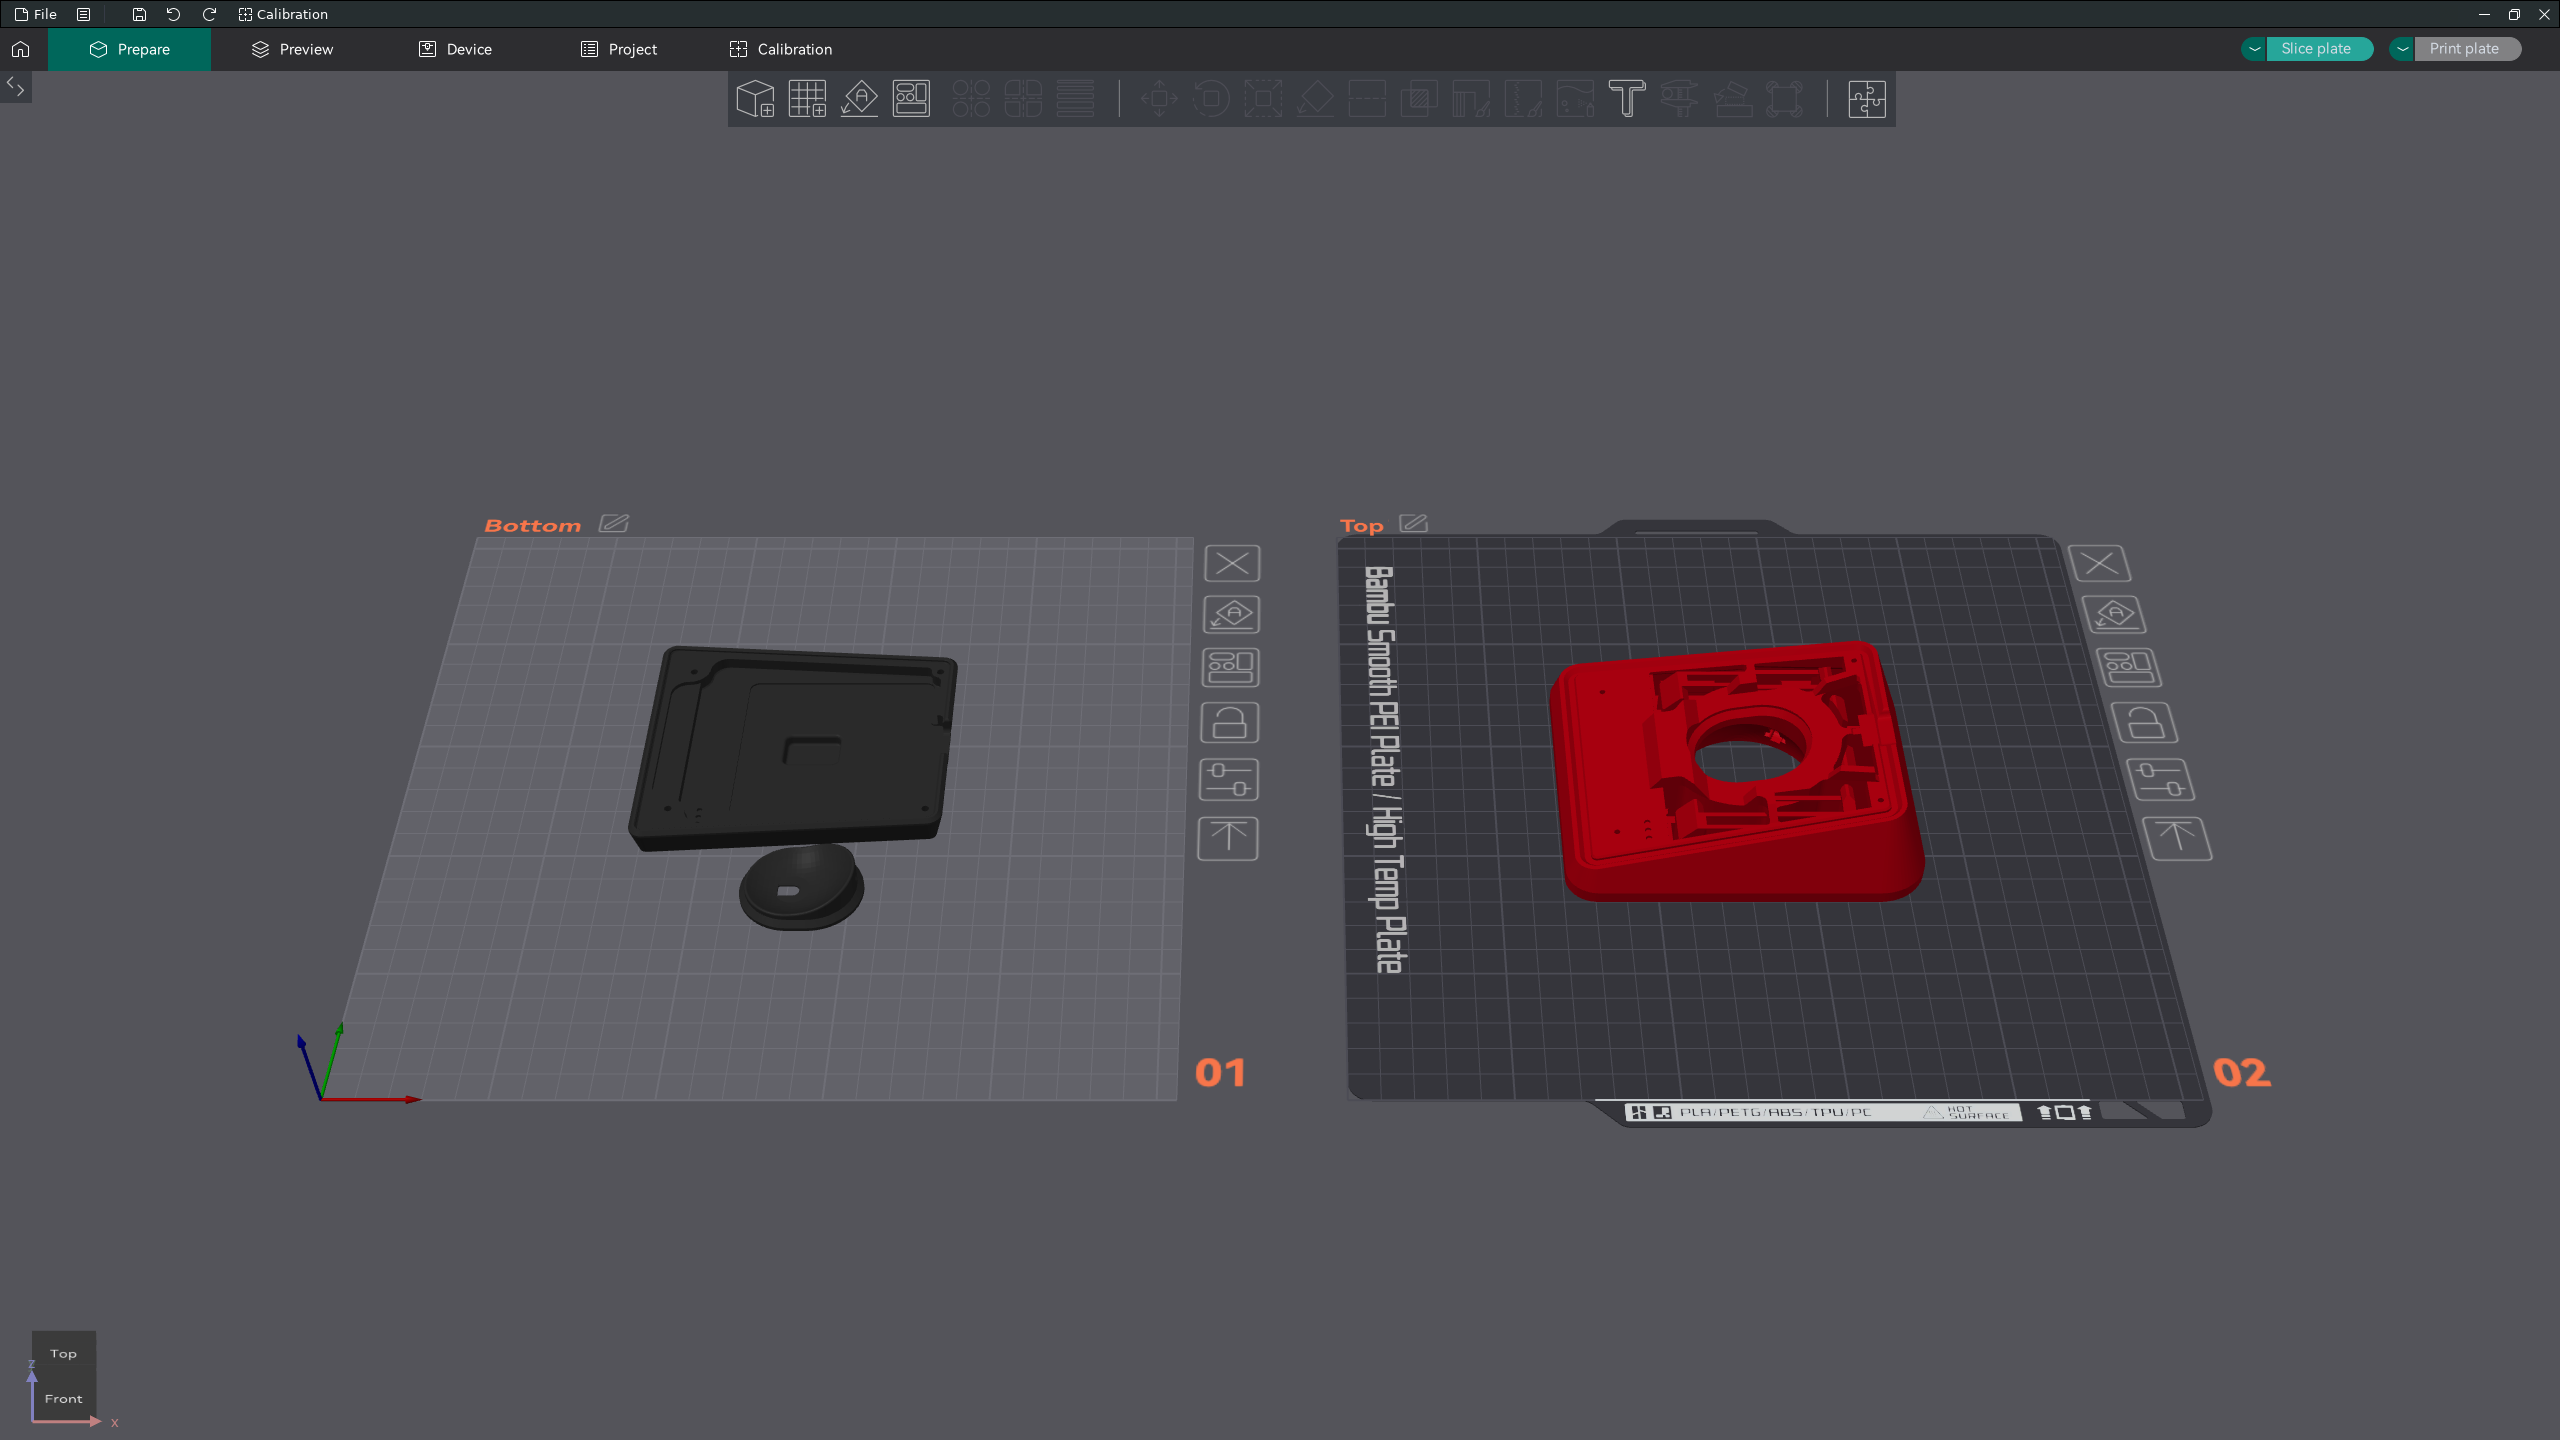 File
Calibration
Prepare
Preview
Device
Project
Calibration
Slice plate
Print plate
Bottom
Top
Bambu Smooth PEI Plate / High Temp Plate
01
02
PLA/PETG/ABS/TPU/PC
HOT
SURFACE
Top
Z
Front
X